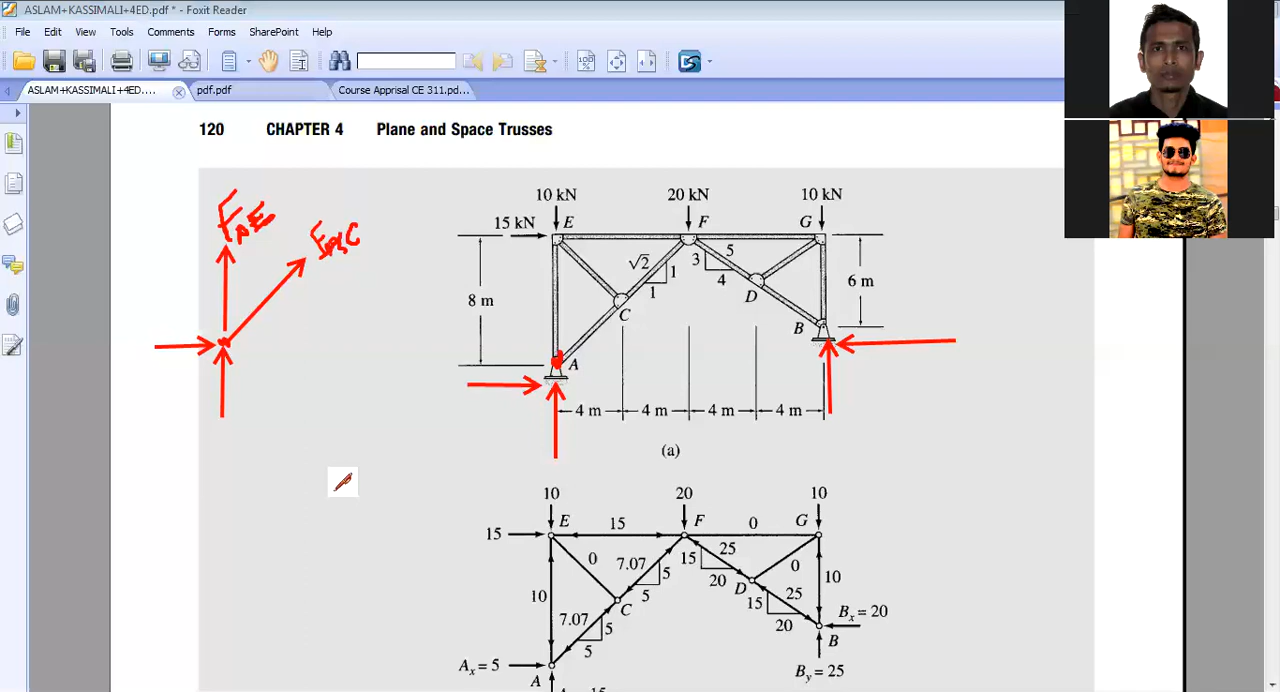 ASLAM+KASSIMALI+4ED.pdf * - Foxit Reader
File Edit View Tools Comments Forms SharePoint Help
ASLAM+KASSIMALI+4ED.... pdf.pdf Course Apprisal CE 311.pd...
120 CHAPTER 4 Plane and Space Trusses
10 kN 20 kN 10 kN
15 kN E F G
F_AE
F_AC
√2 1 3 5
1 4
8 m 6 m
C D B
A
4 m 4 m 4 m 4 m
(a)
10 20 10
E 15 F 0 G
15
0 7.07 5 15 25 0
5 20 D
10 C 15 25 10
7.07 5 20 Bx = 20
5 B
Ax = 5 By = 25
A